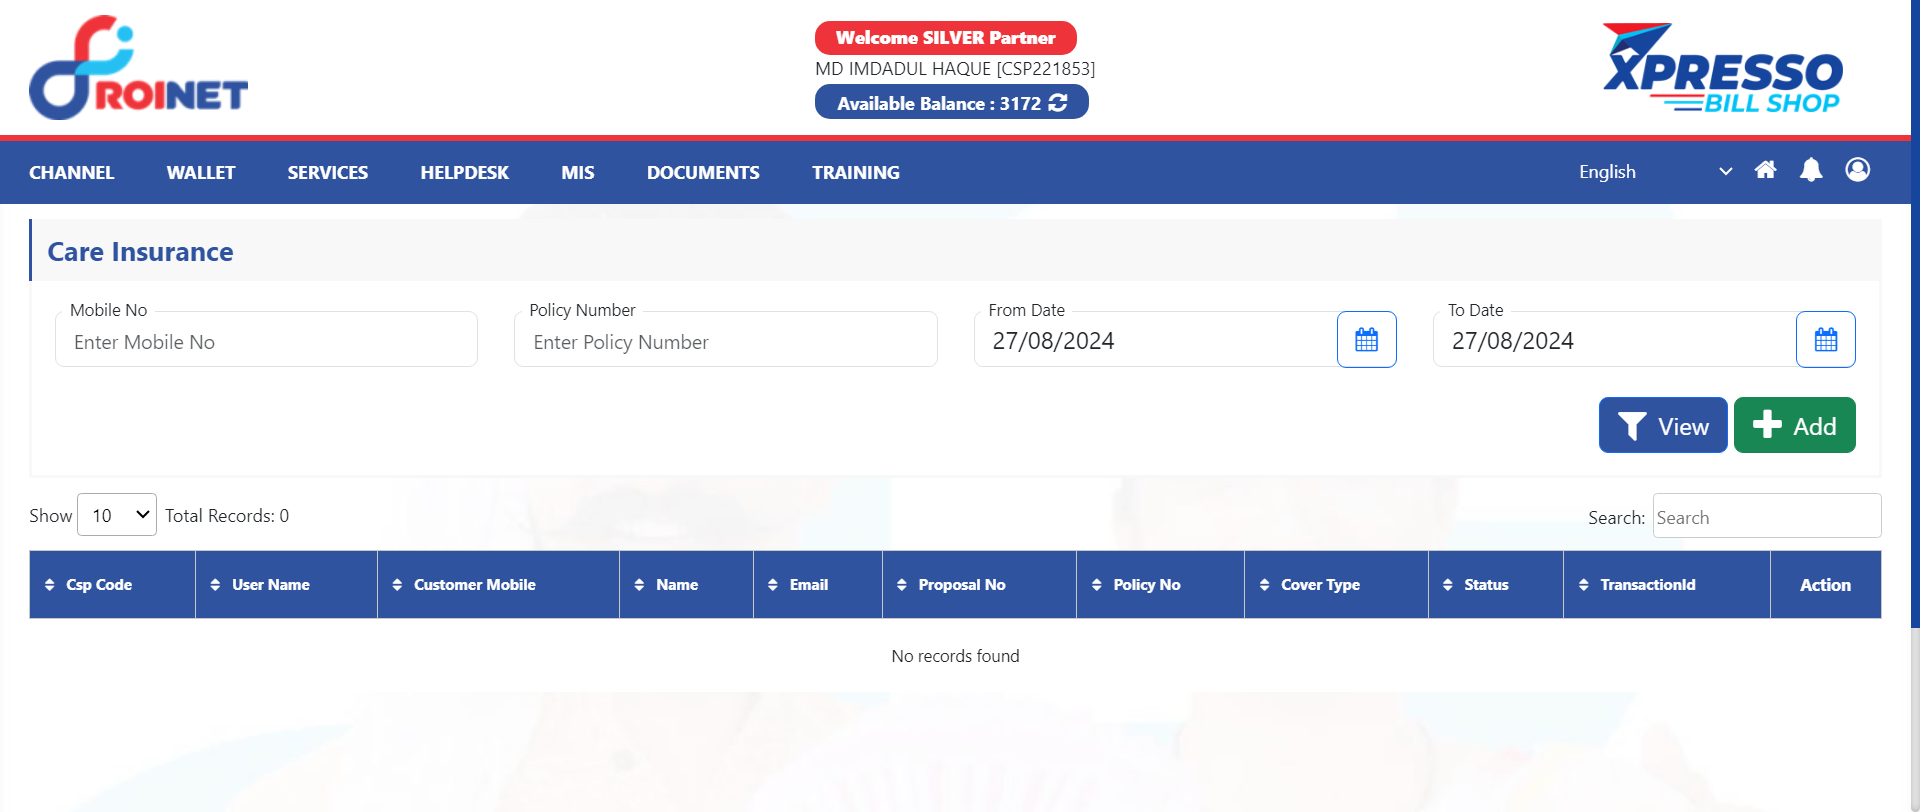 ROINET
Welcome SILVER Partner
MD IMDADUL HAQUE [CSP221853]
Available Balance : 3172
XPRESSO
BILL SHOP
CHANNEL WALLET SERVICES HELPDESK MIS DOCUMENTS TRAINING English
Care Insurance
Mobile No Policy Number From Date To Date
Enter Mobile No Enter Policy Number 27/08/2024 27/08/2024
View Add
Show 10 Total Records: 0 Search: Search
Csp Code User Name Customer Mobile Name Email Proposal No Policy No Cover Type Status TransactionId Action
No records found